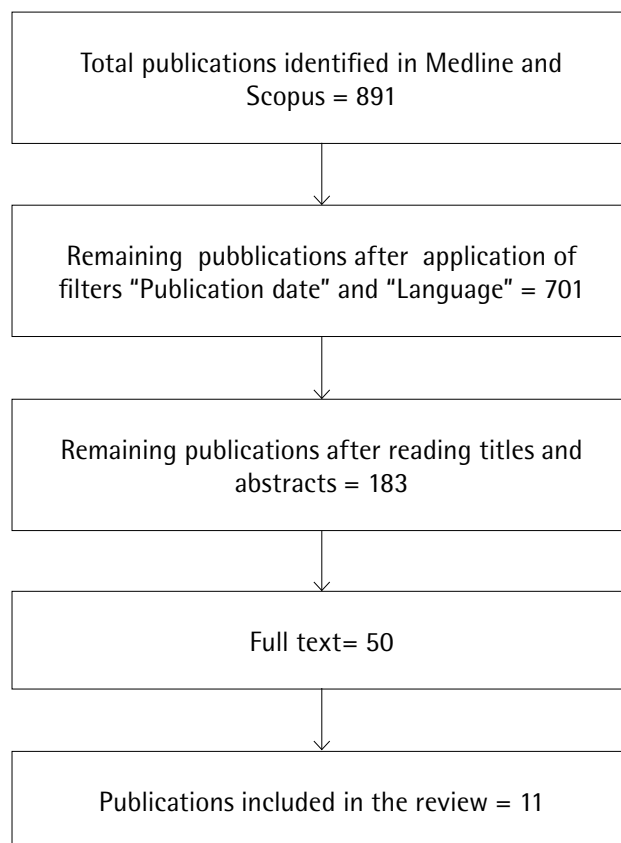 Total publications identified in Medline and
Scopus = 891
Remaining pubblications after application of
filters “Publication date” and “Language” = 701
Remaining publications after reading titles and
abstracts = 183
Full text= 50
Publications included in the review = 11